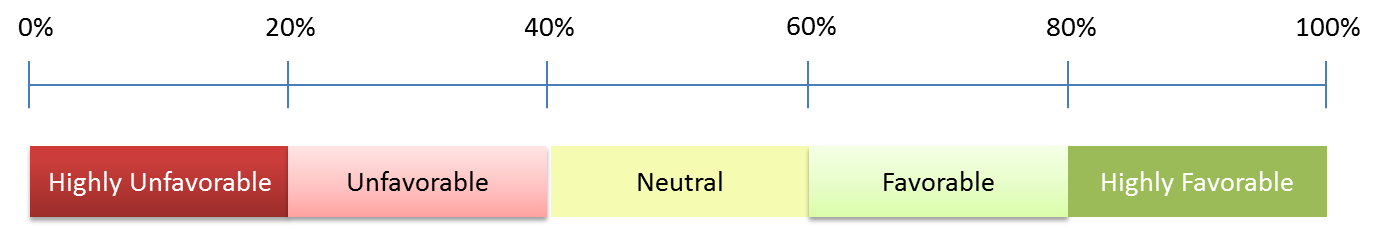 0% 20% 40% 60% 80% 100%
Highly Unfavorable Unfavorable Neutral Favorable Highly Favorable